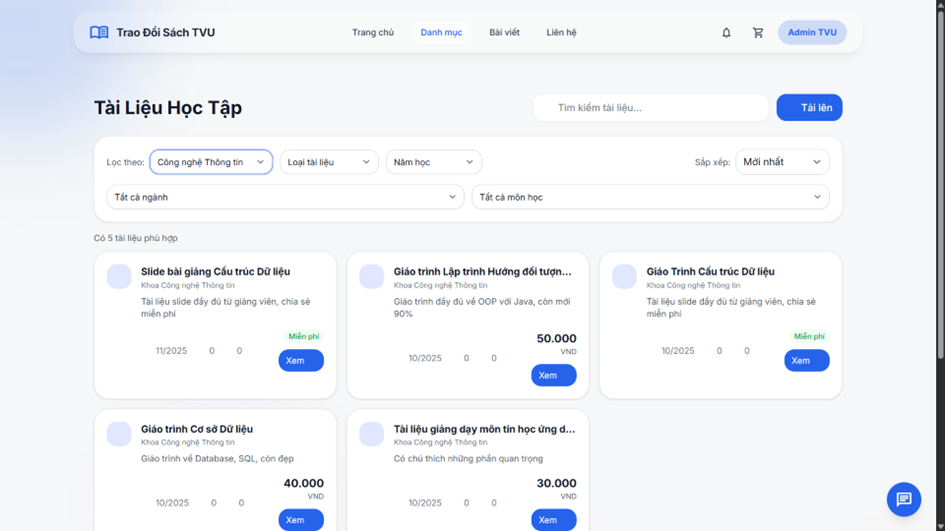 Trao Đổi Sách TVU
Trang chủ
Danh mục
Bài viết
Liên hệ
Admin TVU
Tài Liệu Học Tập
Tìm kiếm tài liệu...
Tải lên
Lọc theo:
Công nghệ Thông tin
Loại tài liệu
Năm học
Sắp xếp:
Mới nhất
Tất cả ngành
Tất cả môn học
Có 5 tài liệu phù hợp
Slide bài giảng Cấu trúc Dữ liệu
Khoa Công nghệ Thông tin
Tài liệu slide đầy đủ từ giảng viên, chia sẻ
miễn phí
Miễn phí
11/2025 0 0
Xem
Giáo trình Lập trình Hướng đối tượn...
Khoa Công nghệ Thông tin
Giáo trình đầy đủ về OOP với Java, còn mới
90%
50.000
VND
10/2025 0 0
Xem
Giáo Trình Cấu trúc Dữ liệu
Khoa Công nghệ Thông tin
Tài liệu slide đầy đủ từ giảng viên, chia sẻ
miễn phí
Miễn phí
10/2025 0 0
Xem
Giáo trình Cơ sở Dữ liệu
Khoa Công nghệ Thông tin
Giáo trình về Database, SQL, còn đẹp
40.000
VND
10/2025 0 0
Xem
Tài liệu giảng dạy môn tin học ứng d...
Khoa Công nghệ Thông tin
Có chú thích những phần quan trọng
30.000
VND
10/2025 0 0
Xem